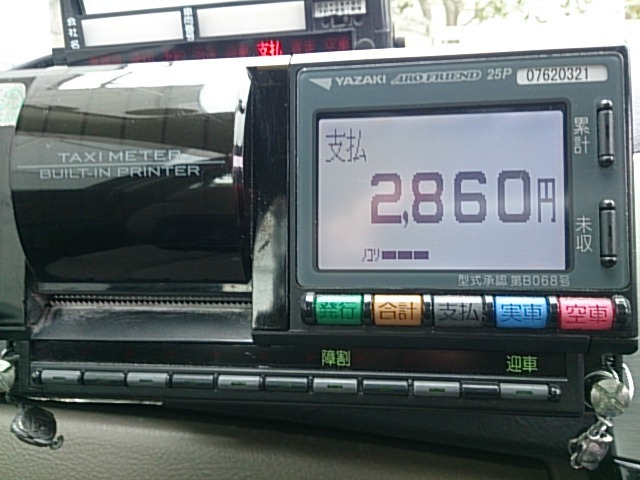 会社名
支払
YAZAKI ARO FRIEND 25P 07620321
TAXI METER
BUILT-IN PRINTER
支払
2,860円
ノコリ
累計
未収
型式承認 第B068号
発行 合計 支払 実車 空車
障割 迎車